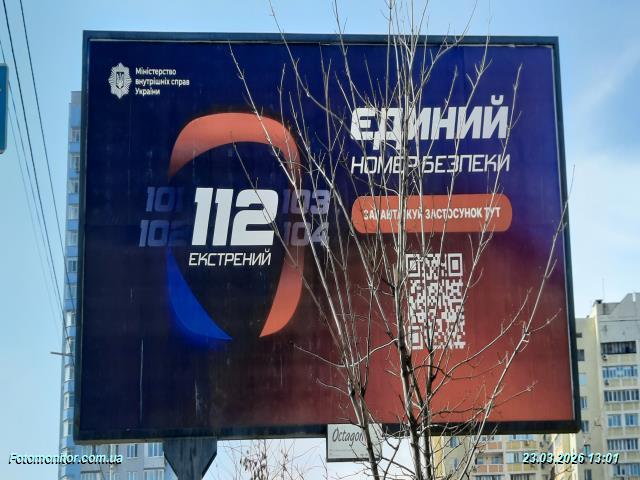 Міністерство
внутрішніх справ
України
ЄДИНИЙ
НОМЕР БЕЗПЕКИ
101 112 103
102 104
ЕКСТРЕНИЙ
ЗАВАНТАЖУЙ ЗАСТОСУНОК ТУТ
Octagon
Fotomonitor.com.ua
23.03.2026 13:01